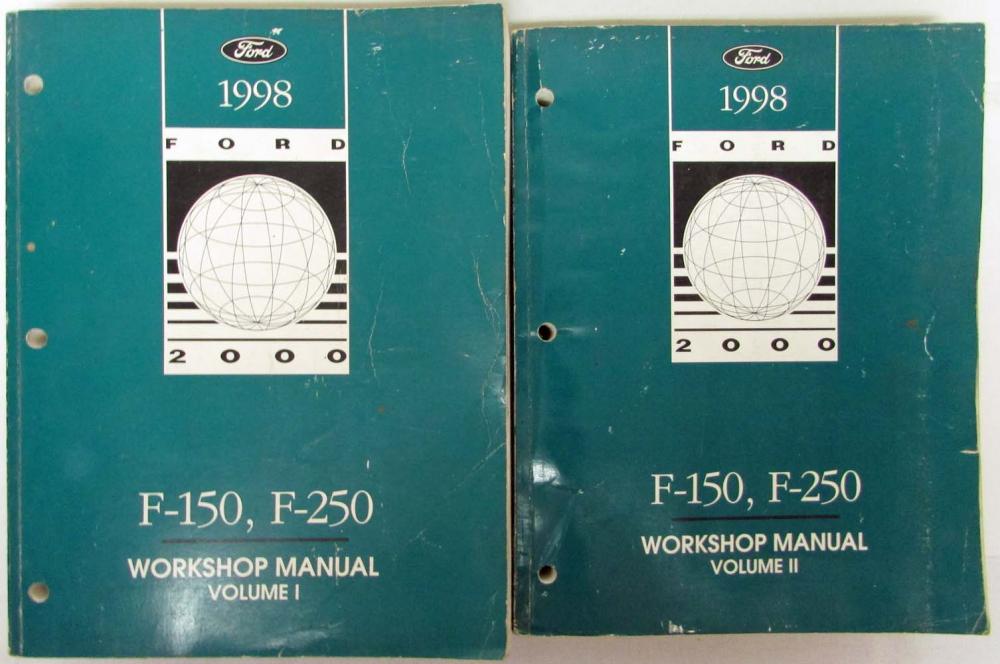 Ford
1998
FORD
2000
F-150, F-250
WORKSHOP MANUAL
VOLUME I
Ford
1998
FORD
2000
F-150, F-250
WORKSHOP MANUAL
VOLUME II